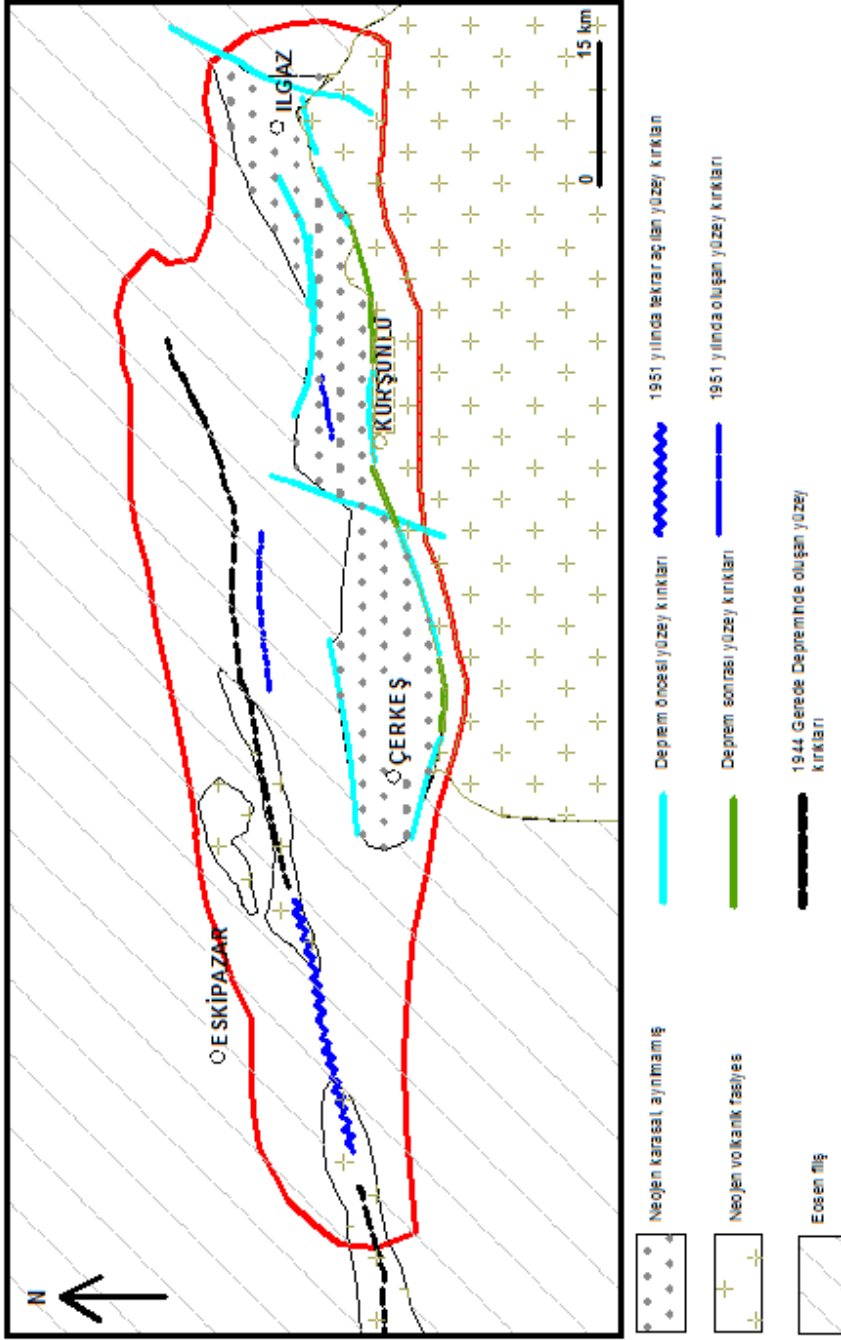 N
ESKİPAZAR
ILGAZ
KURŞUNLU
ÇERKEŞ
0
15 km
Neojen karasal, ayrılmamış
Deprem öncesi yüzey kırıkları
1951 yılında tekrar açılan yüzey kırıkları
Neojen volkanik fasiyes
Deprem sonrası yüzey kırıkları
1951 yılında oluşan yüzey kırıkları
Eosen fliş
1944 Gerede Depreminde oluşan yüzey
kırıkları